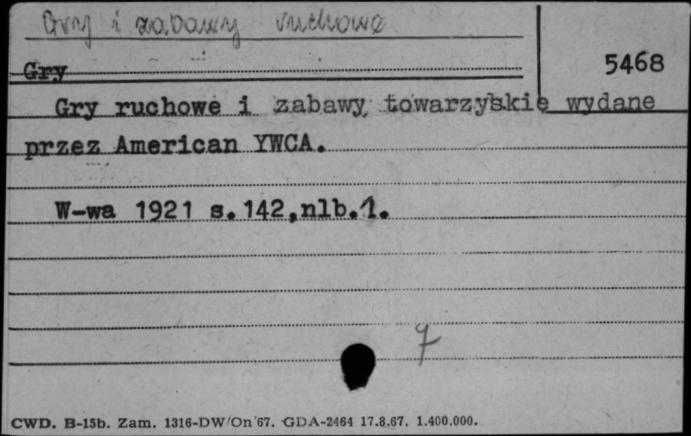 Gry i zabawy ruchowe
Gry
5468
Gry ruchowe i zabawy towarzyskie wydane
przez American YWCA.
W-wa 1921 s.142,nlb.1.
7
CWD. B-15b. Zam. 1316-DW/On'67. GDA-2464 17.8.67. 1.400.000.